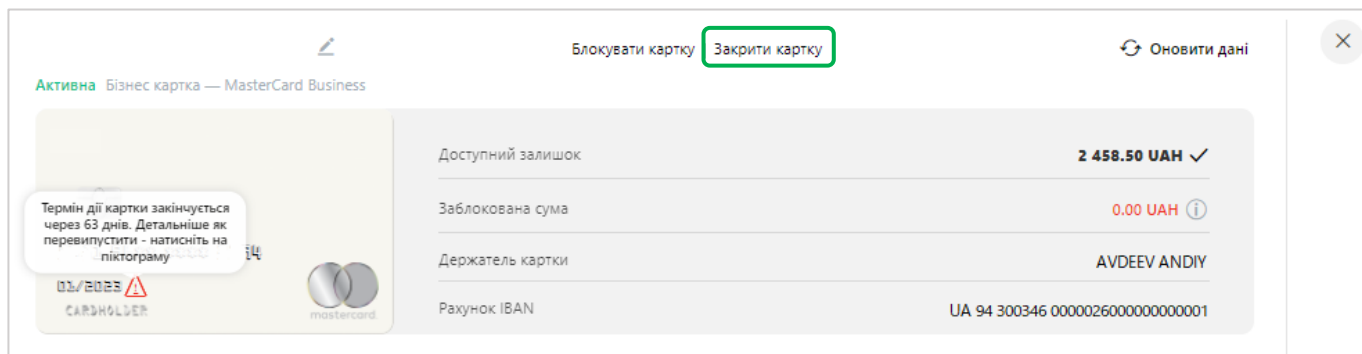 Блокувати картку Закрити картку Оновити дані
Активна Бізнес картка — MasterCard Business
Доступний залишок 2 458.50 UAH
Термін дії картки закінчується
через 63 днів. Детальніше як
перевипустити - натисніть на
піктограму
Заблокована сума 0.00 UAH
Держатель картки AVDEEV ANDIY
01/2023
CARDHOLDER
mastercard.
Рахунок IBAN UA 94 300346 0000026000000000001